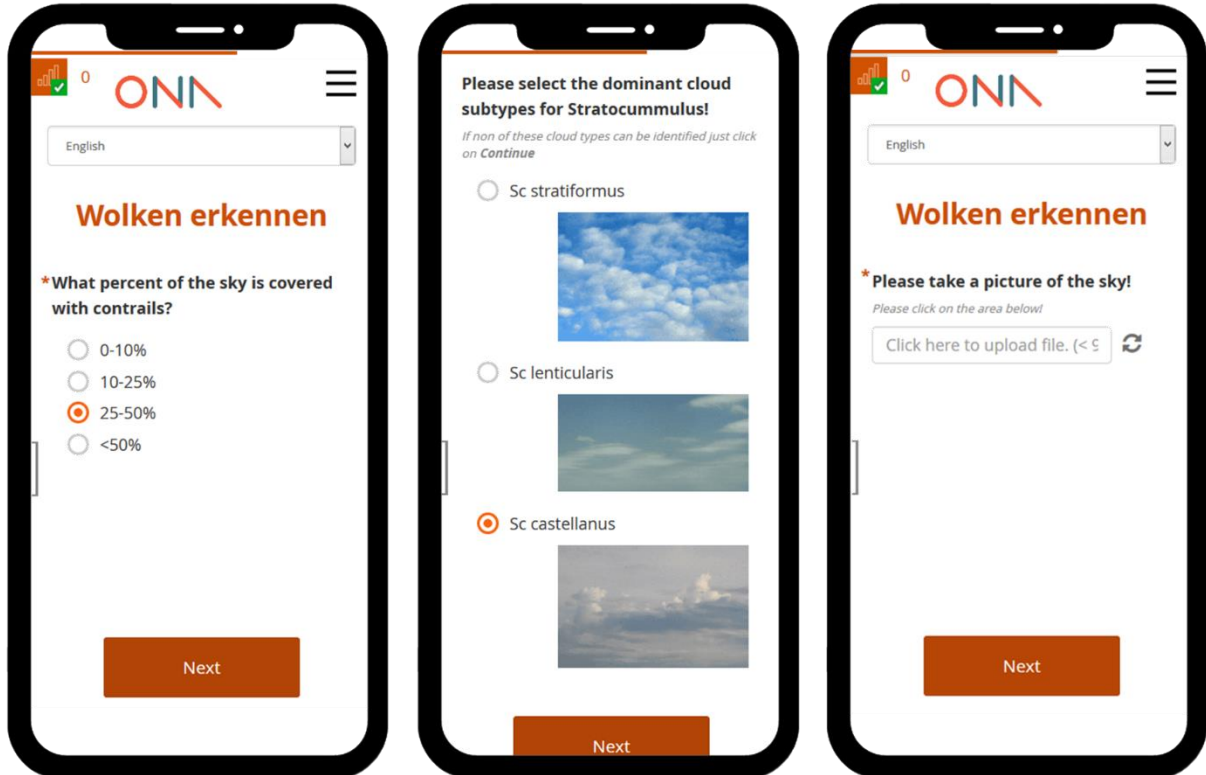 0
ONA
English
Wolken erkennen
*What percent of the sky is covered
with contrails?
0-10%
10-25%
25-50%
<50%
Next
Please select the dominant cloud
subtypes for Stratocummulus!
If non of these cloud types can be identified just click
on Continue
Sc stratiformus
Sc lenticularis
Sc castellanus
Next
0
ONA
English
Wolken erkennen
*Please take a picture of the sky!
Please click on the area below!
Click here to upload file. (< 9
Next